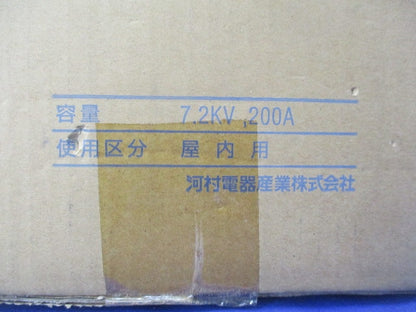 容量 7.2KV ,200A
使用区分 屋内用
河村電器産業株式会社